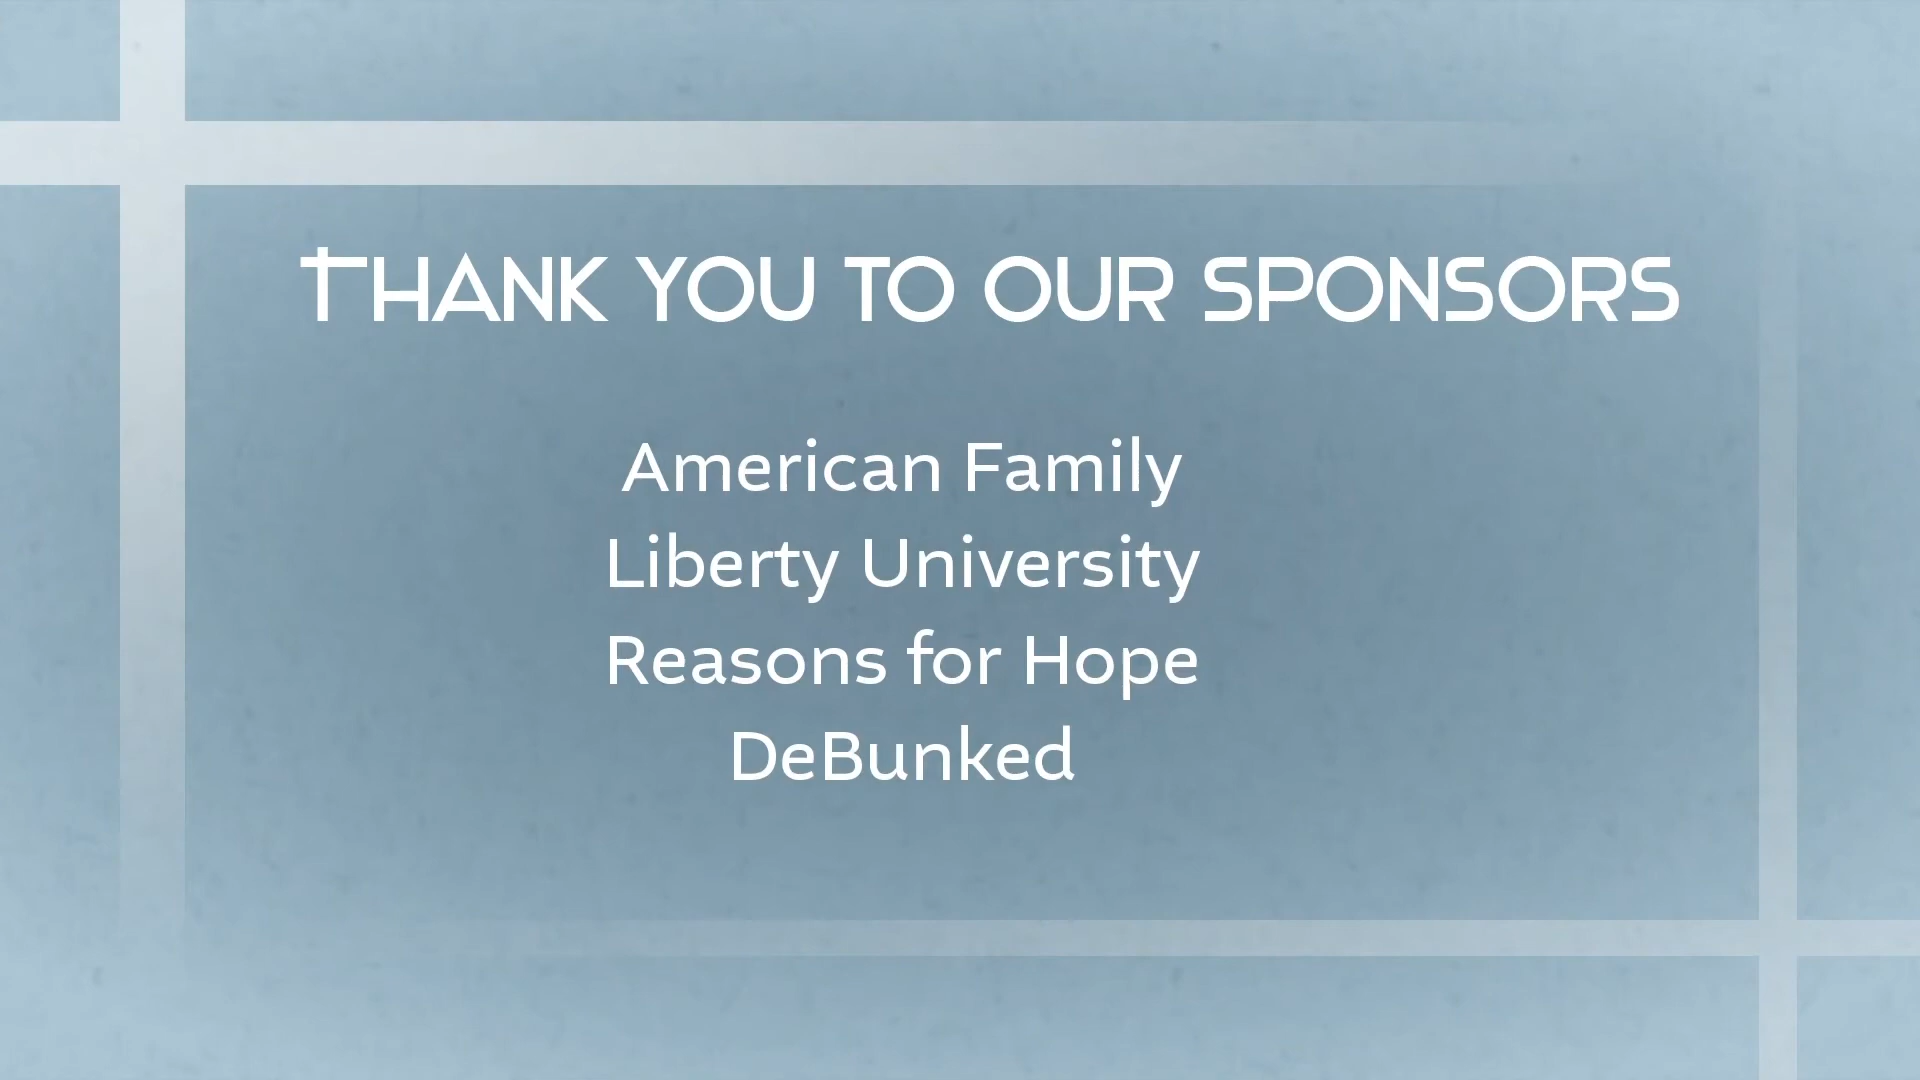 THANK YOU TO OUR SPONSORS
American Family
Liberty University
Reasons for Hope
DeBunked